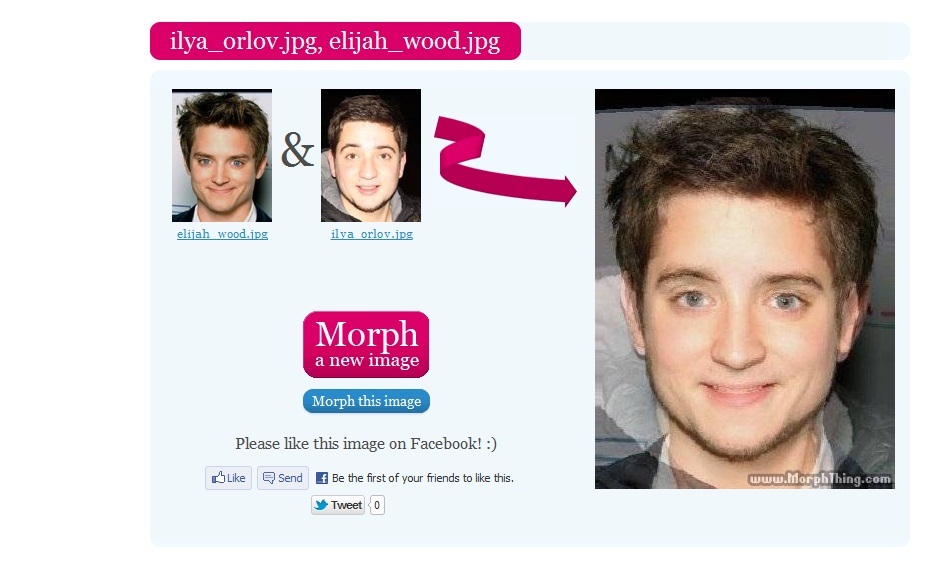 ilya_orlov.jpg, elijah_wood.jpg
&
elijah_wood.jpg
ilya_orlov.jpg
Morph
a new image
Morph this image
Please like this image on Facebook! :)
Like
Send
Be the first of your friends to like this.
Tweet
0
www.MorphThing.com